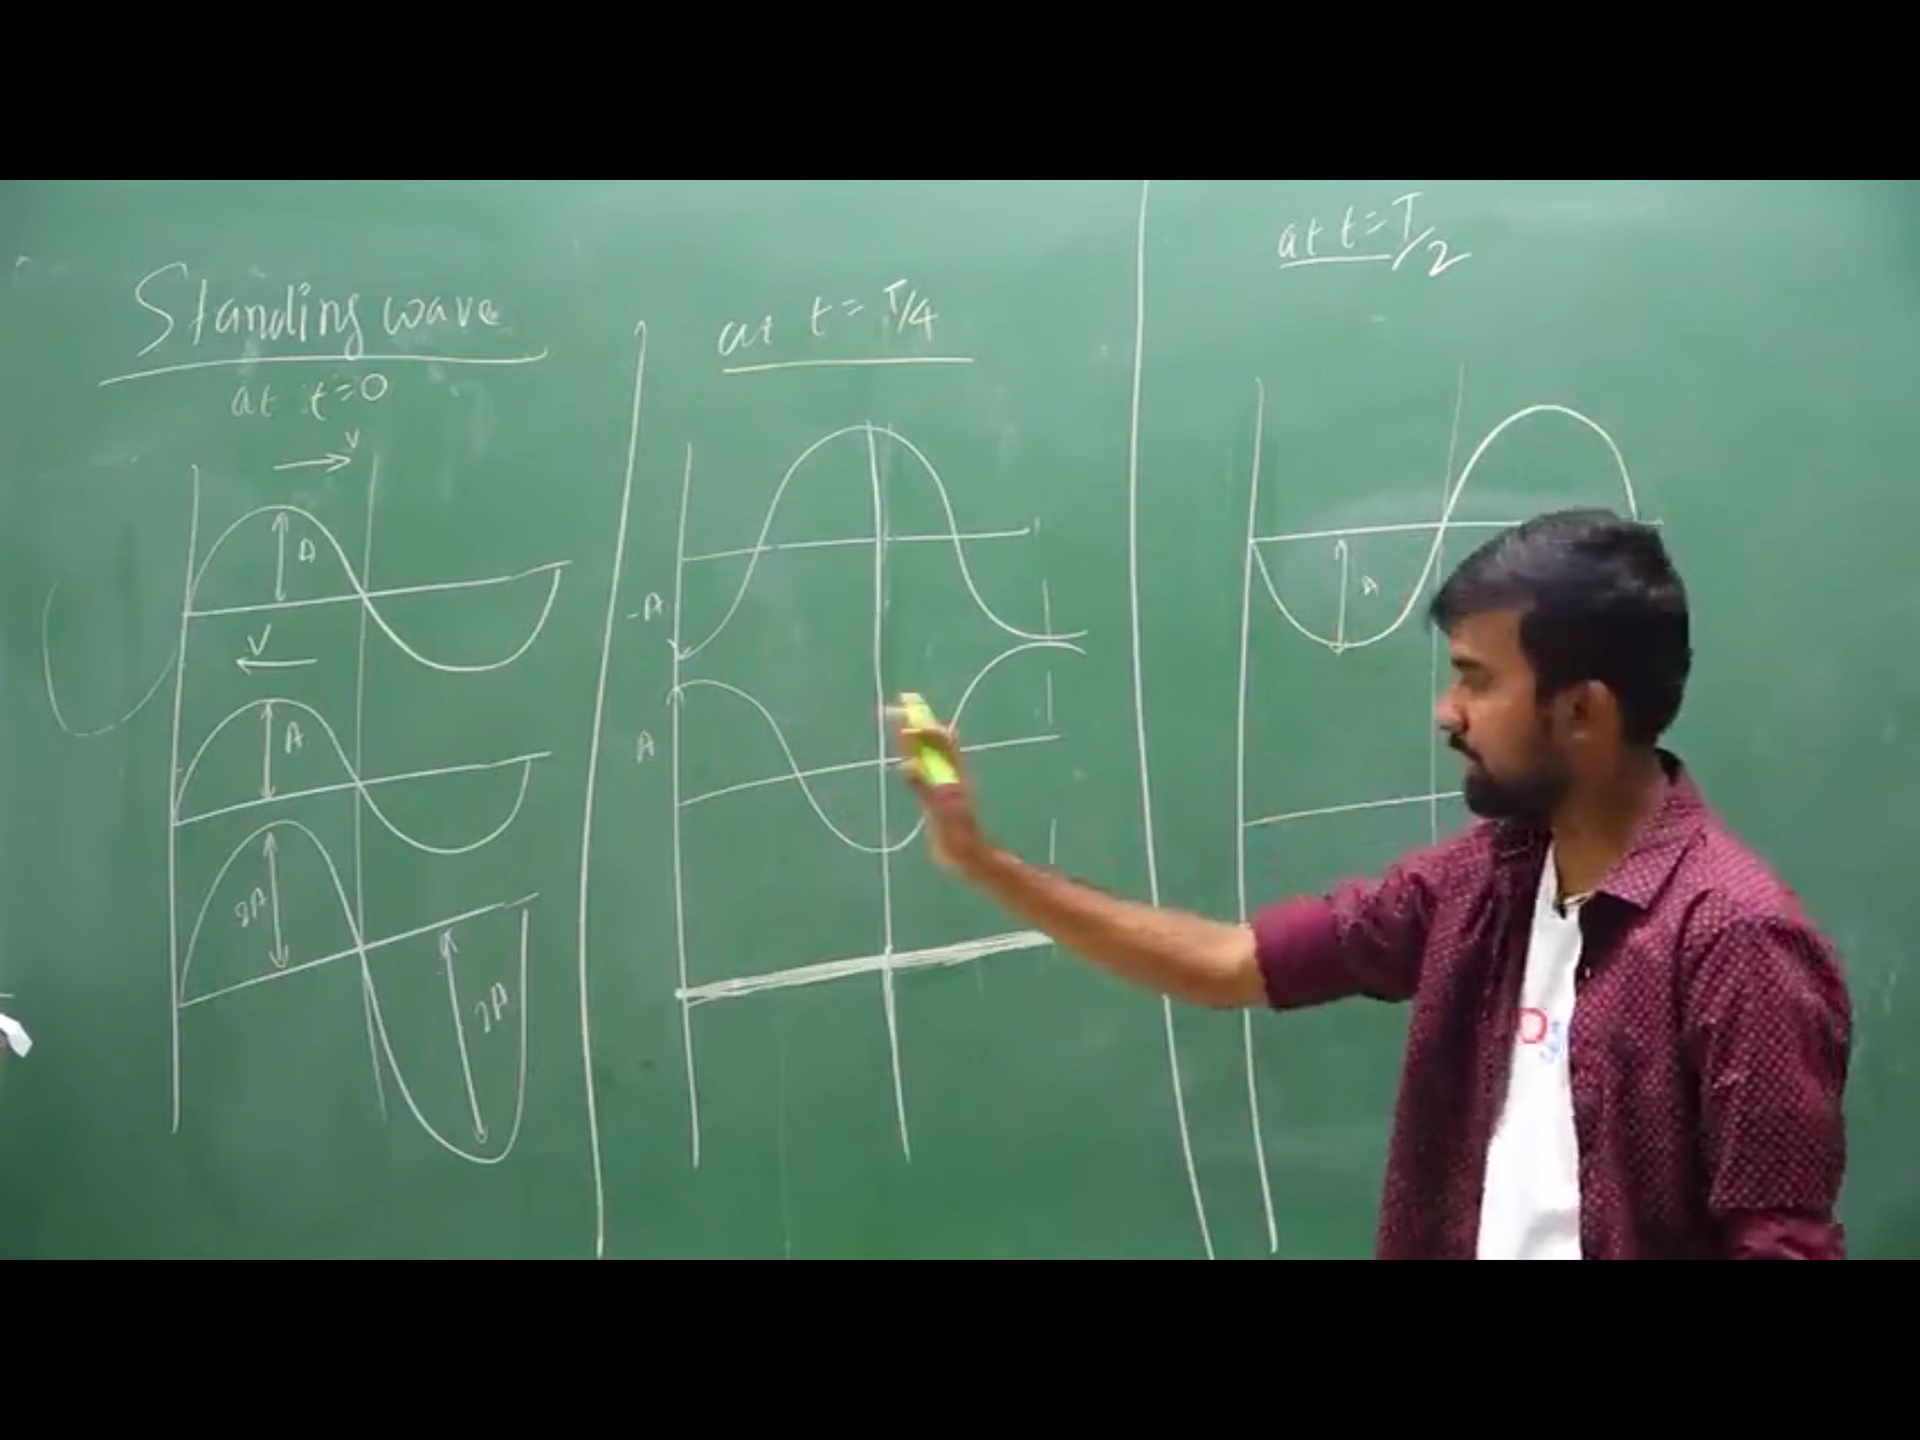 Standing wave
at t=0
v
A
V
A
2A
2A
at t = T/4
-A
A
at t = T/2
A